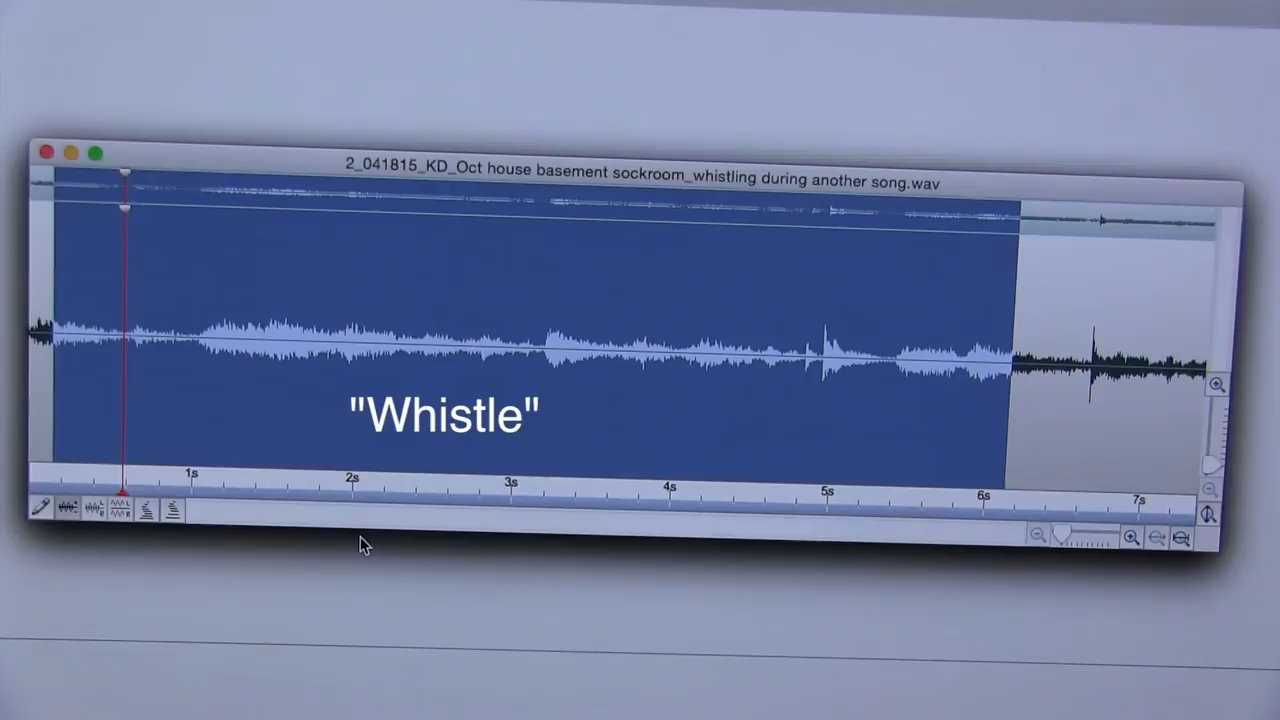 2_041815_KD_Oct house basement sockroom_whistling during another song.wav
"Whistle"
1s 2s 3s 4s 5s 6s 7s